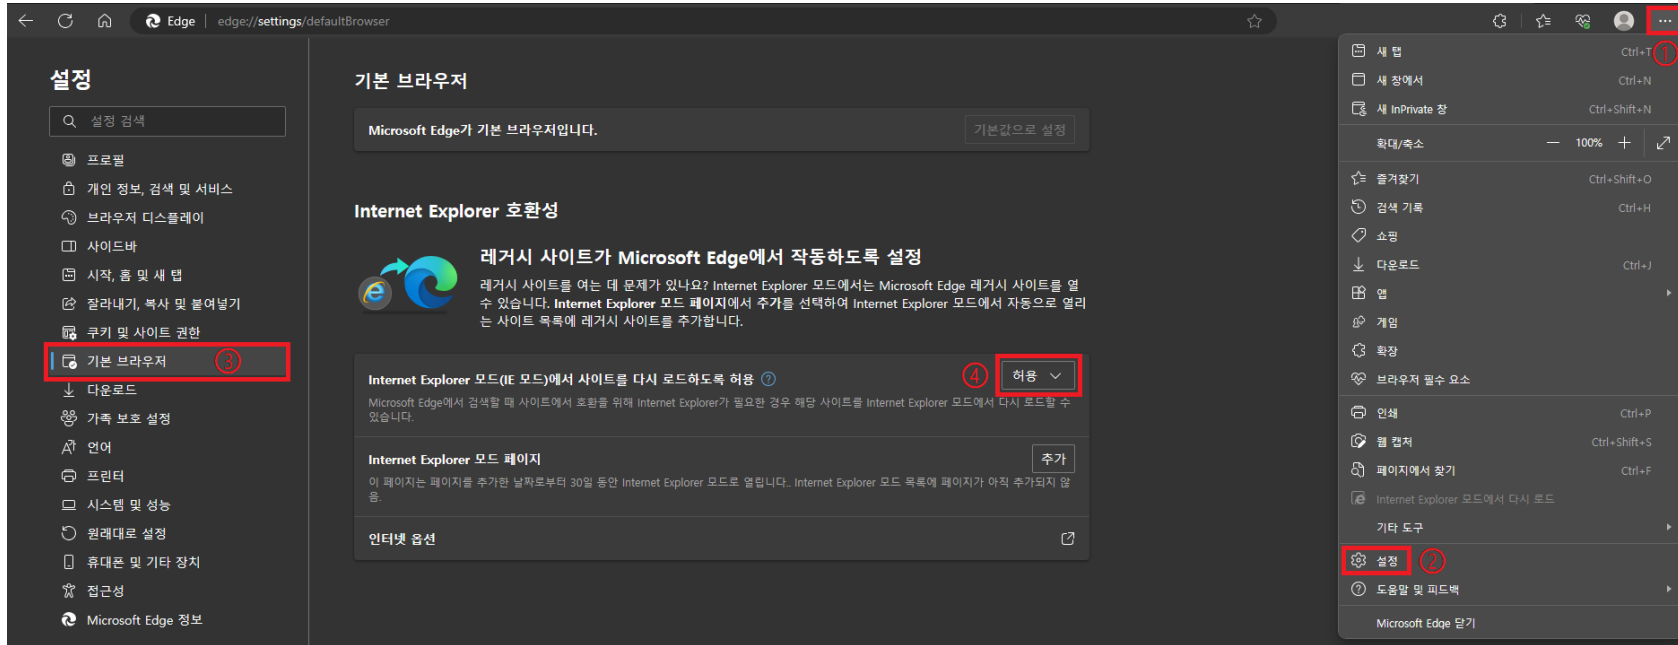 Edge edge://settings/defaultBrowser
설정
설정 검색
프로필
개인 정보, 검색 및 서비스
브라우저 디스플레이
사이드바
시작, 홈 및 새 탭
잘라내기, 복사 및 붙여넣기
쿠키 및 사이트 권한
기본 브라우저 ③
다운로드
가족 보호 설정
언어
프린터
시스템 및 성능
원래대로 설정
휴대폰 및 기타 장치
접근성
Microsoft Edge 정보
기본 브라우저
Microsoft Edge가 기본 브라우저입니다. 기본값으로 설정
Internet Explorer 호환성
레거시 사이트가 Microsoft Edge에서 작동하도록 설정
레거시 사이트를 여는 데 문제가 있나요? Internet Explorer 모드에서는 Microsoft Edge 레거시 사이트를 열
수 있습니다. Internet Explorer 모드 페이지에서 추가를 선택하여 Internet Explorer 모드에서 자동으로 열리
는 사이트 목록에 레거시 사이트를 추가합니다.
Internet Explorer 모드(IE 모드)에서 사이트를 다시 로드하도록 허용 ④ 허용
Microsoft Edge에서 검색할 때 사이트에서 호환을 위해 Internet Explorer가 필요한 경우 해당 사이트를 Internet Explorer 모드에서 다시 로드할 수
있습니다.
Internet Explorer 모드 페이지 추가
이 페이지는 페이지를 추가한 날짜로부터 30일 동안 Internet Explorer 모드로 열립니다.. Internet Explorer 모드 목록에 페이지가 아직 추가되지 않
음.
인터넷 옵션
①
새 탭 Ctrl+T
새 창에서 Ctrl+N
새 InPrivate 창 Ctrl+Shift+N
확대/축소 100%
즐겨찾기 Ctrl+Shift+O
검색 기록 Ctrl+H
쇼핑
다운로드 Ctrl+J
앱
게임
확장
브라우저 필수 요소
인쇄 Ctrl+P
웹 캡처 Ctrl+Shift+S
페이지에서 찾기 Ctrl+F
Internet Explorer 모드에서 다시 로드
기타 도구
설정 ②
도움말 및 피드백
Microsoft Edge 닫기